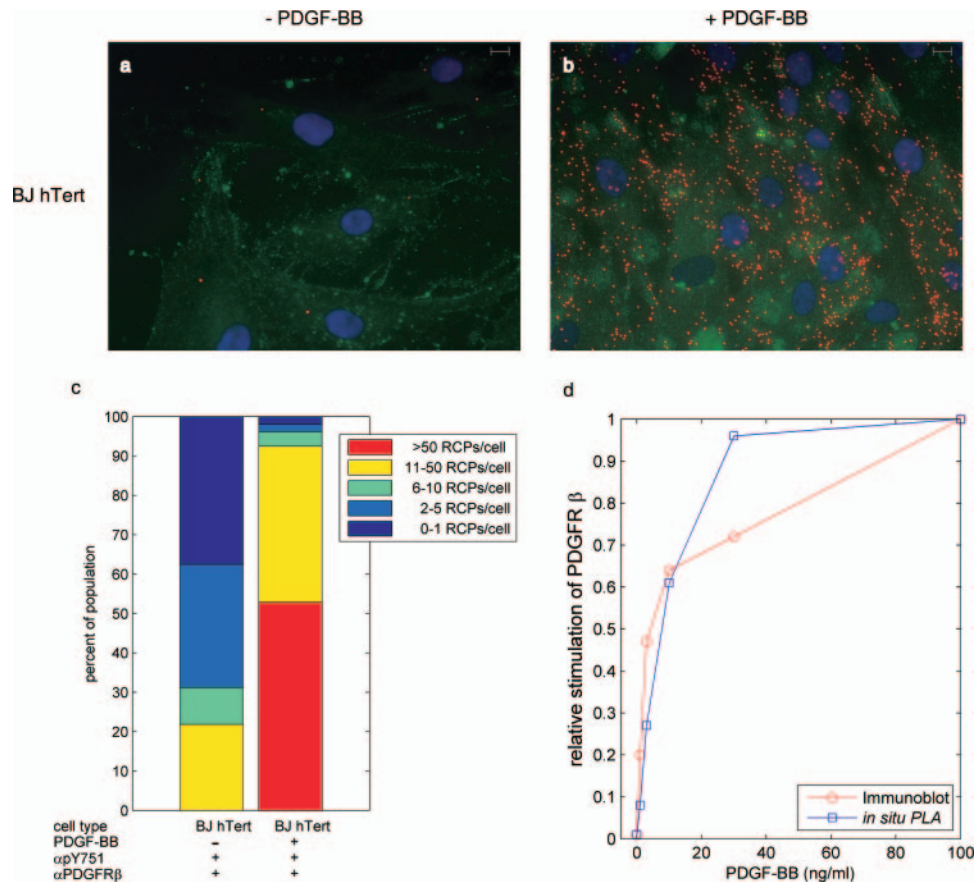 - PDGF-BB
+ PDGF-BB
a
b
BJ hTert
c
percent of population
100
90
80
70
60
50
40
30
20
10
0
>50 RCPs/cell
11-50 RCPs/cell
6-10 RCPs/cell
2-5 RCPs/cell
0-1 RCPs/cell
cell type BJ hTert BJ hTert
PDGF-BB - +
αpY751 + +
αPDGFRβ + +
d
relative stimulation of PDGFR β
1
0.9
0.8
0.7
0.6
0.5
0.4
0.3
0.2
0.1
0
Immunoblot
in situ PLA
0 20 40 60 80 100
PDGF-BB (ng/ml)